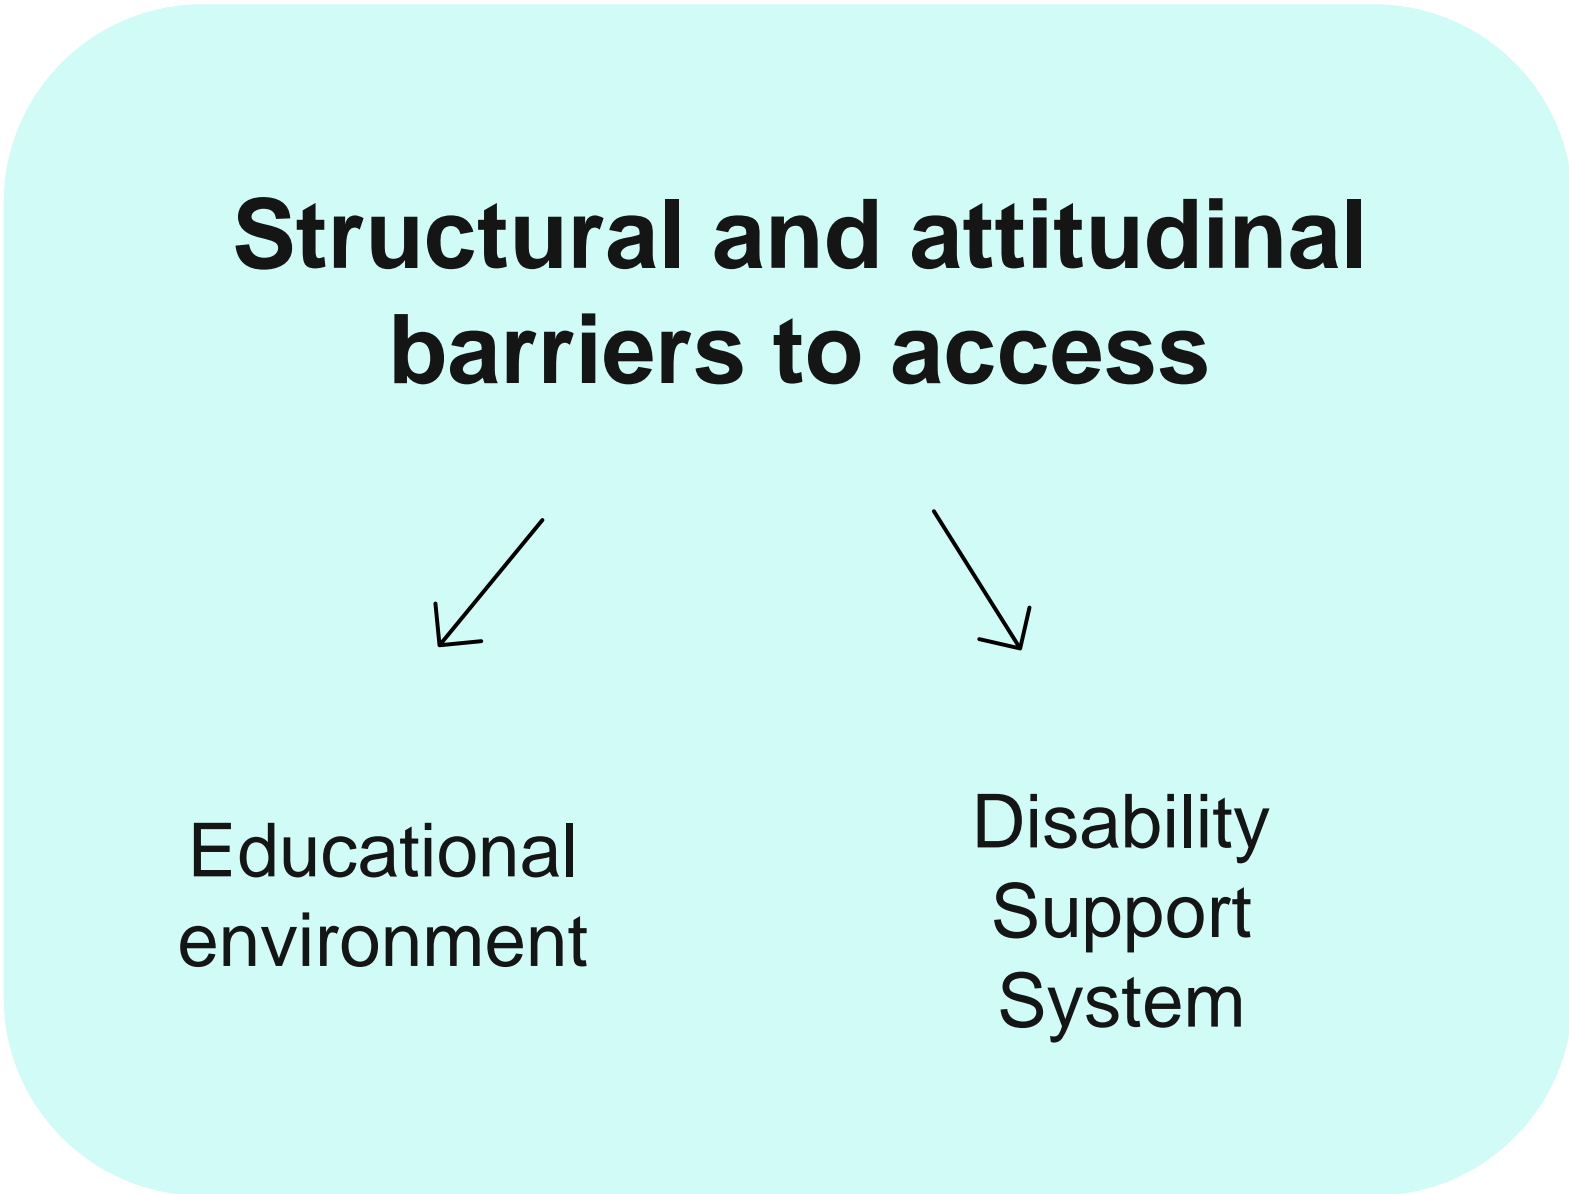 Structural and attitudinal
barriers to access
Educational
environment
Disability
Support
System